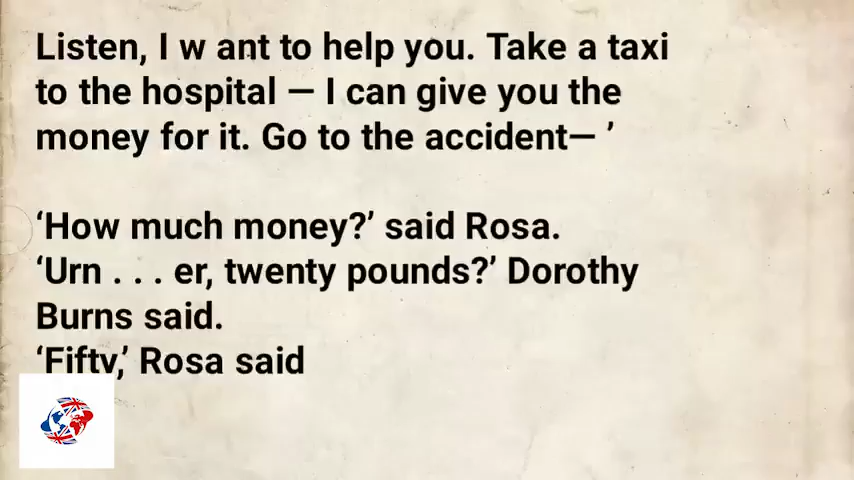 Listen, I w ant to help you. Take a taxi
to the hospital — I can give you the
money for it. Go to the accident— ’
‘How much money?’ said Rosa.
‘Urn . . . er, twenty pounds?’ Dorothy
Burns said.
‘Fifty,’ Rosa said